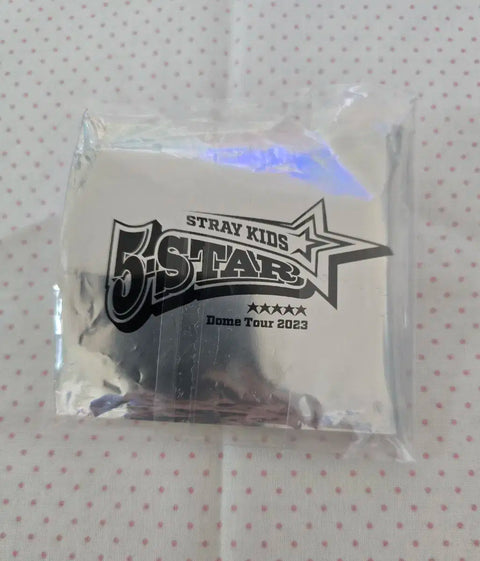 STRAY KIDS
5-STAR
★★★★★
Dome Tour 2023